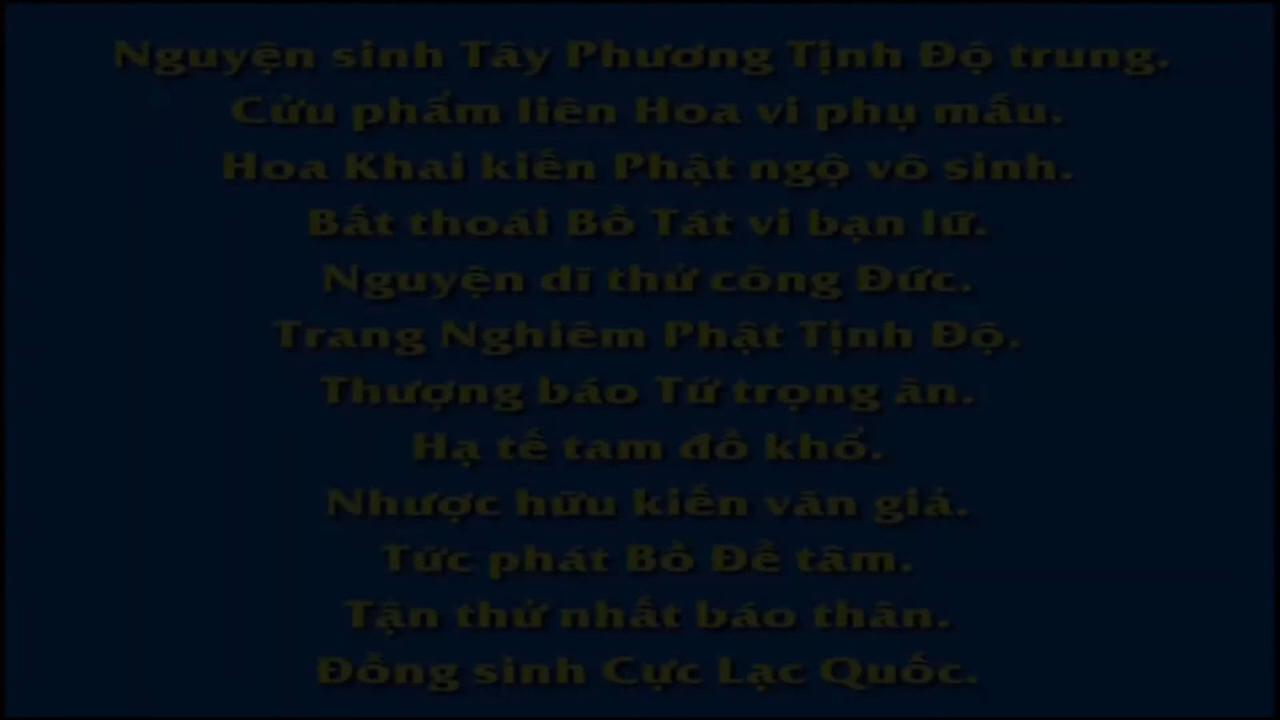 Nguyện sinh Tây Phương Tịnh Độ trung.
Cửu phẩm liên Hoa vi phụ mẫu.
Hoa Khai kiến Phật ngộ vô sinh.
Bất thoái Bồ Tát vi bạn lữ.
Nguyện dĩ thử công Đức.
Trang Nghiêm Phật Tịnh Độ.
Thượng báo Tứ trọng ân.
Hạ tế tam đồ khổ.
Nhược hữu kiến văn giả.
Tức phát Bồ Đề tâm.
Tận thử nhất báo thân.
Đồng sinh Cực Lạc Quốc.